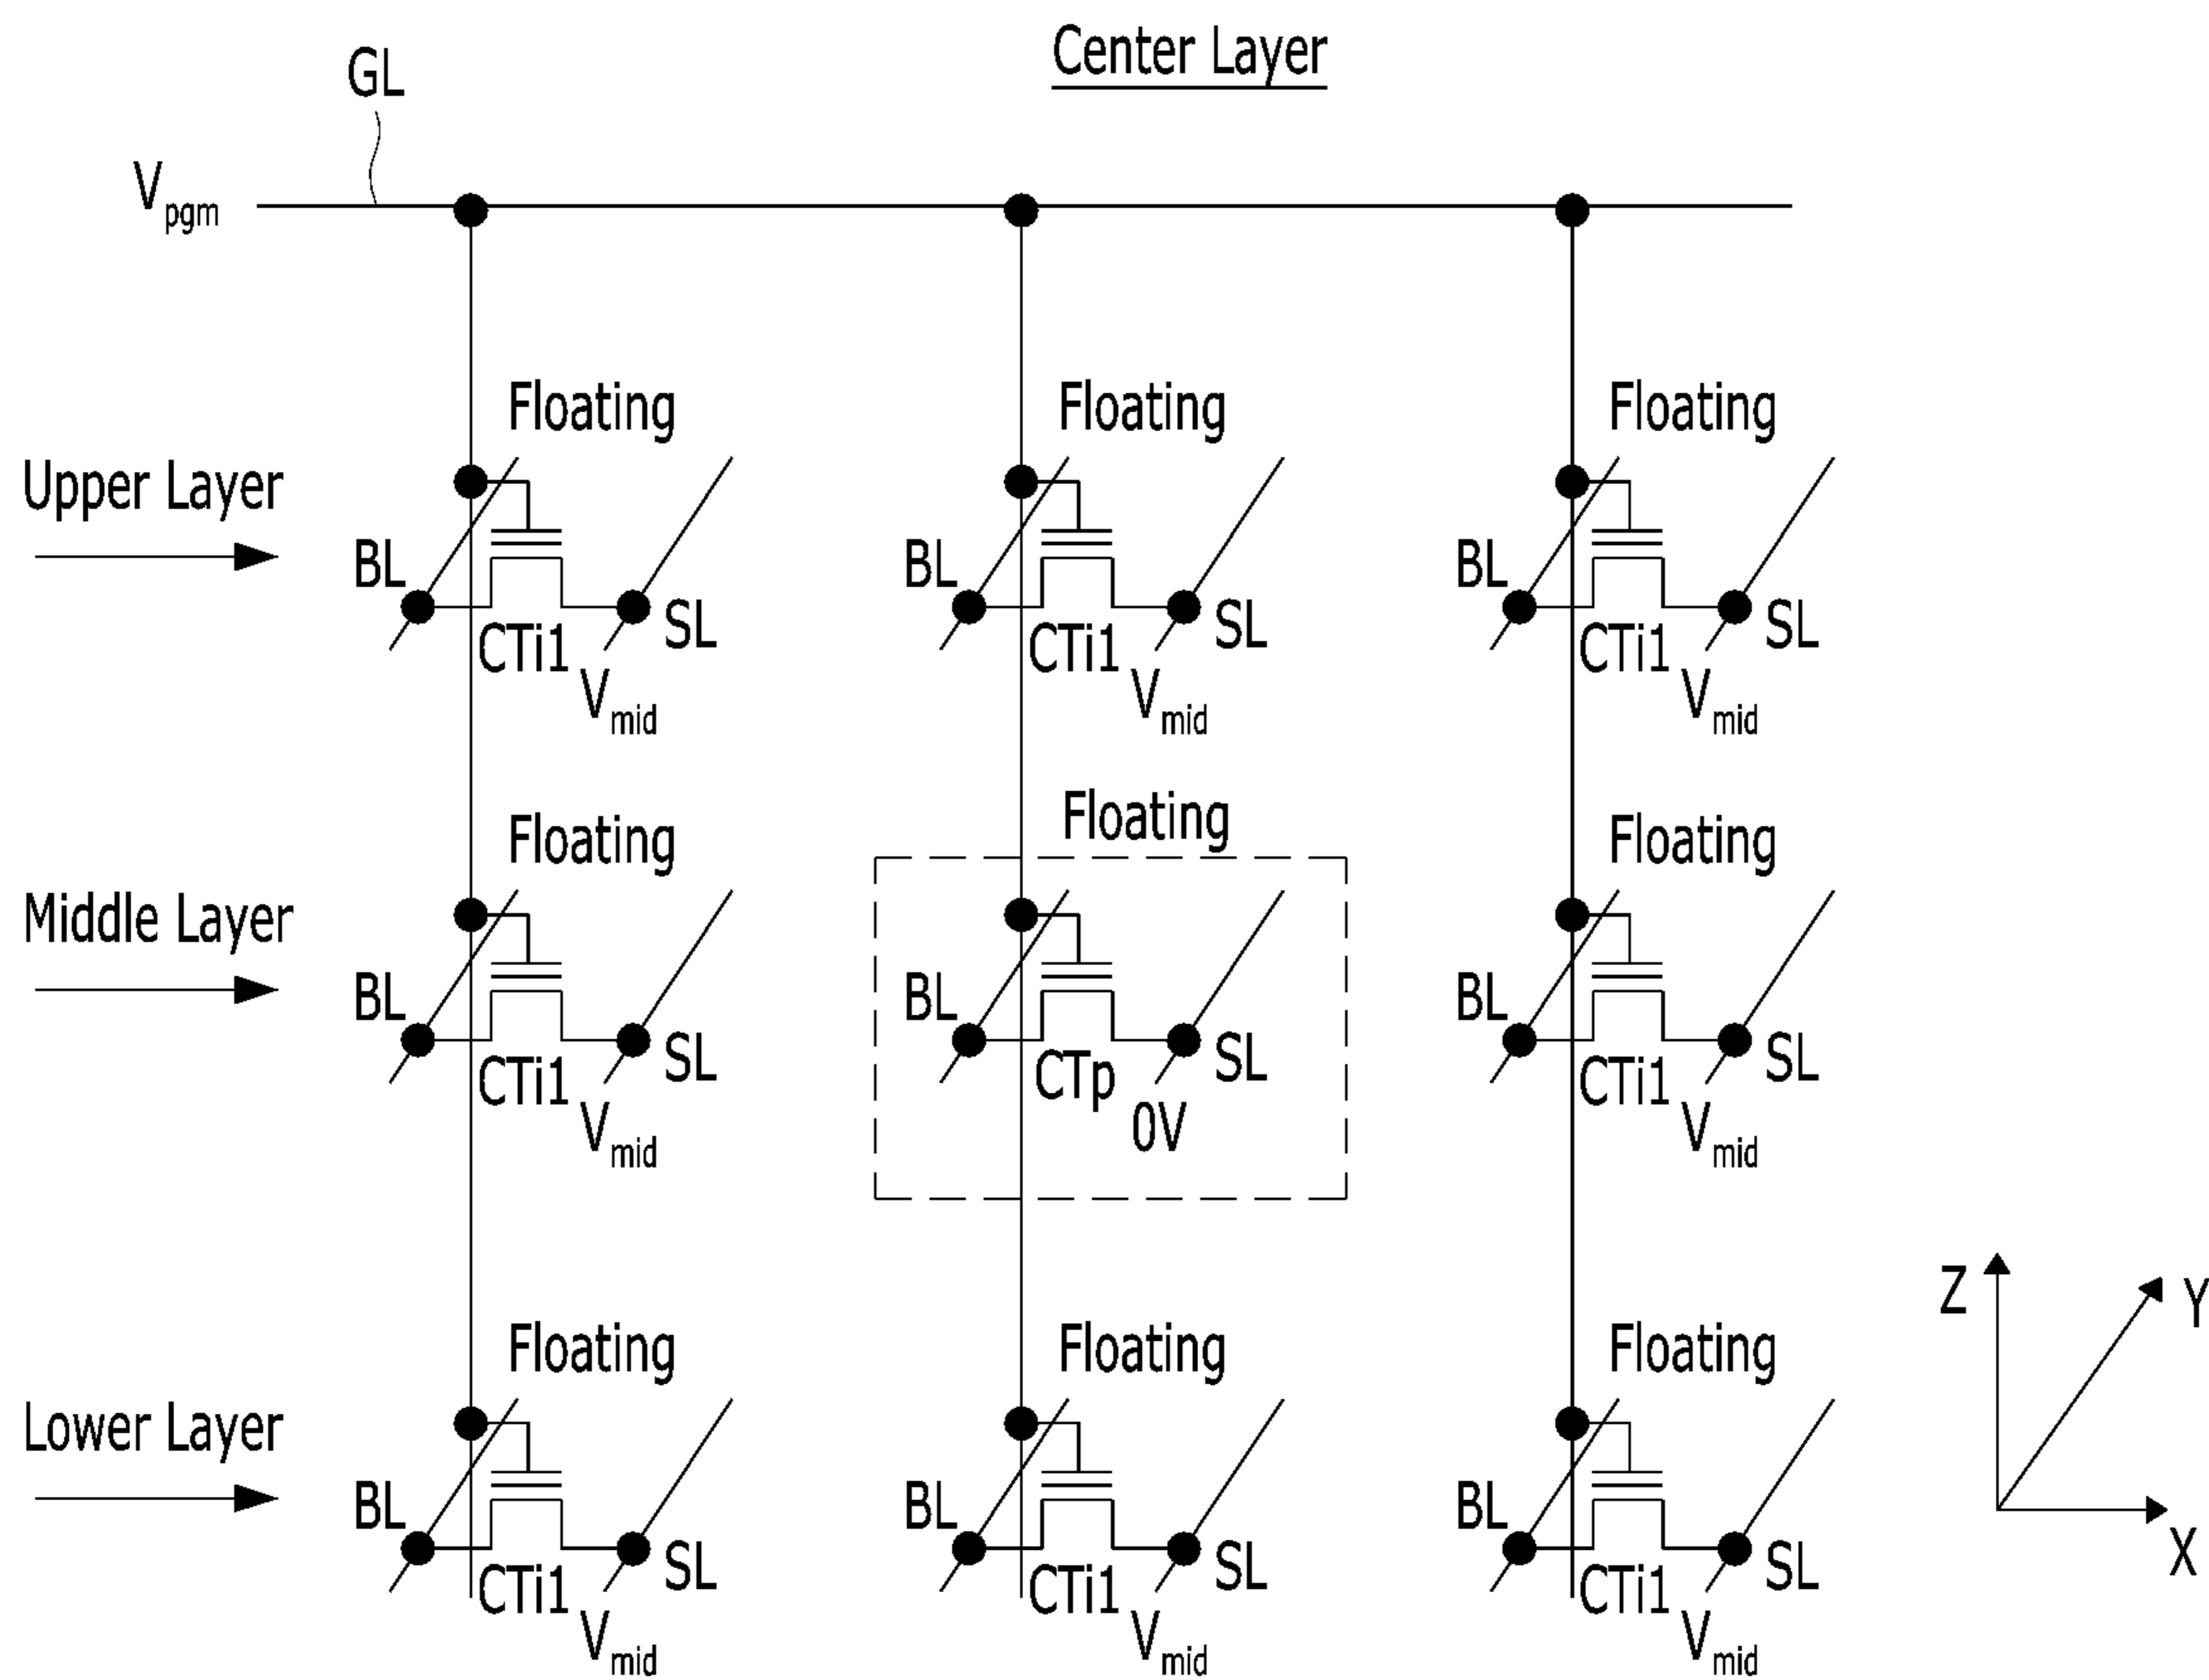 Center Layer
GL
Vpgm
Floating Floating Floating
Upper Layer
BL BL BL
CTi1 SL CTi1 SL CTi1 SL
Vmid Vmid Vmid
Floating Floating Floating
Middle Layer
BL BL BL
CTi1 SL CTp SL CTi1 SL
Vmid 0V Vmid
Z Y
X
Floating Floating Floating
Lower Layer
BL BL BL
CTi1 SL CTi1 SL CTi1 SL
Vmid Vmid Vmid